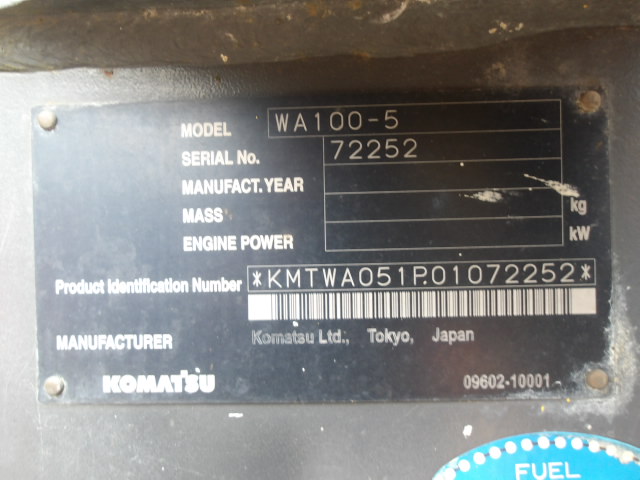 MODEL WA100-5
SERIAL No. 72252
MANUFACT. YEAR
MASS kg
ENGINE POWER kW
Product Identification Number *KMTWA051P01072252*
MANUFACTURER Komatsu Ltd., Tokyo, Japan
KOMATSU 09602-10001
FUEL